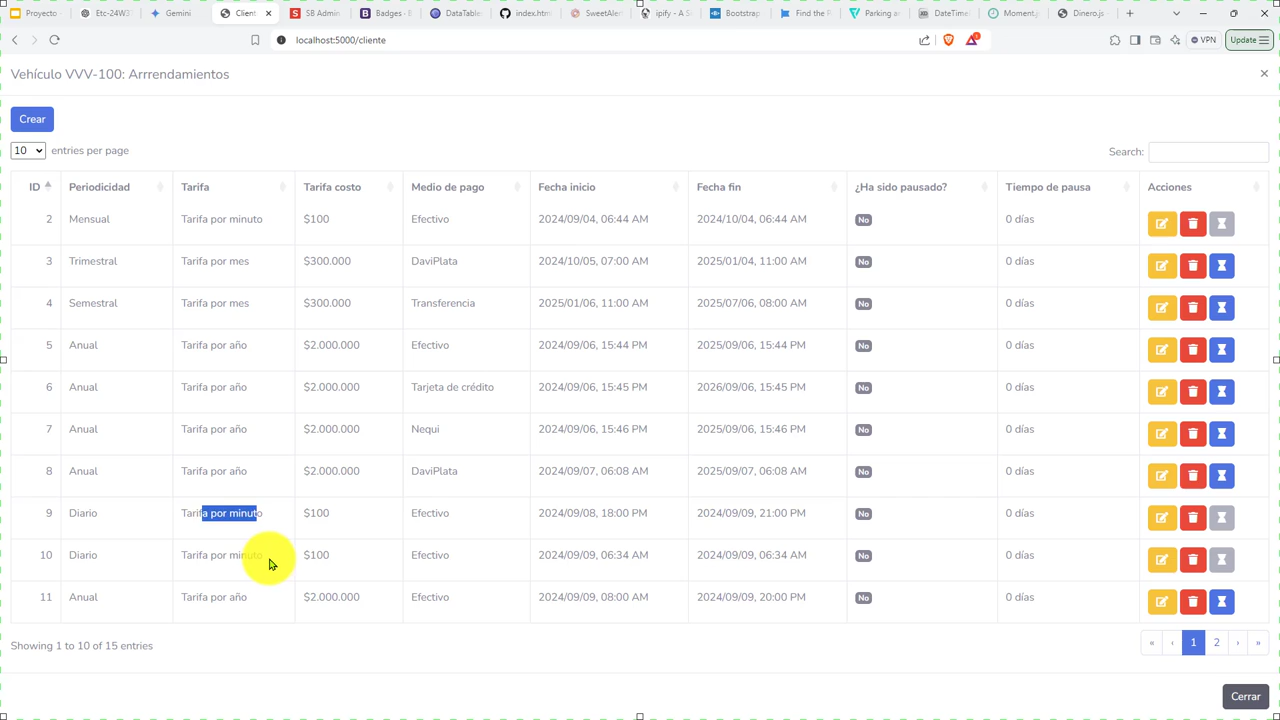 Proyecto Etc-24WS Gemini Client SB Admin Badges - B DataTable index.htm SweetAler ipify - A S Bootstrap Find the Parking an DateTime Moment.j Dinero.js
localhost:5000/cliente VPN Update
Vehículo VVV-100: Arrrendamientos
Crear
10 entries per page Search:
ID Periodicidad Tarifa Tarifa costo Medio de pago Fecha inicio Fecha fin ¿Ha sido pausado? Tiempo de pausa Acciones
2 Mensual Tarifa por minuto $100 Efectivo 2024/09/04, 06:44 AM 2024/10/04, 06:44 AM No 0 días
3 Trimestral Tarifa por mes $300.000 DaviPlata 2024/10/05, 07:00 AM 2025/01/04, 11:00 AM No 0 días
4 Semestral Tarifa por mes $300.000 Transferencia 2025/01/06, 11:00 AM 2025/07/06, 08:00 AM No 0 días
5 Anual Tarifa por año $2.000.000 Efectivo 2024/09/06, 15:44 PM 2025/09/06, 15:44 PM No 0 días
6 Anual Tarifa por año $2.000.000 Tarjeta de crédito 2024/09/06, 15:45 PM 2026/09/06, 15:45 PM No 0 días
7 Anual Tarifa por año $2.000.000 Nequi 2024/09/06, 15:46 PM 2025/09/06, 15:46 PM No 0 días
8 Anual Tarifa por año $2.000.000 DaviPlata 2024/09/07, 06:08 AM 2025/09/07, 06:08 AM No 0 días
9 Diario Tarifa por minuto $100 Efectivo 2024/09/08, 18:00 PM 2024/09/09, 21:00 PM No 0 días
10 Diario Tarifa por minuto $100 Efectivo 2024/09/09, 06:34 AM 2024/09/09, 06:34 AM No 0 días
11 Anual Tarifa por año $2.000.000 Efectivo 2024/09/09, 08:00 AM 2024/09/09, 20:00 PM No 0 días
Showing 1 to 10 of 15 entries « ‹ 1 2 › »
Cerrar